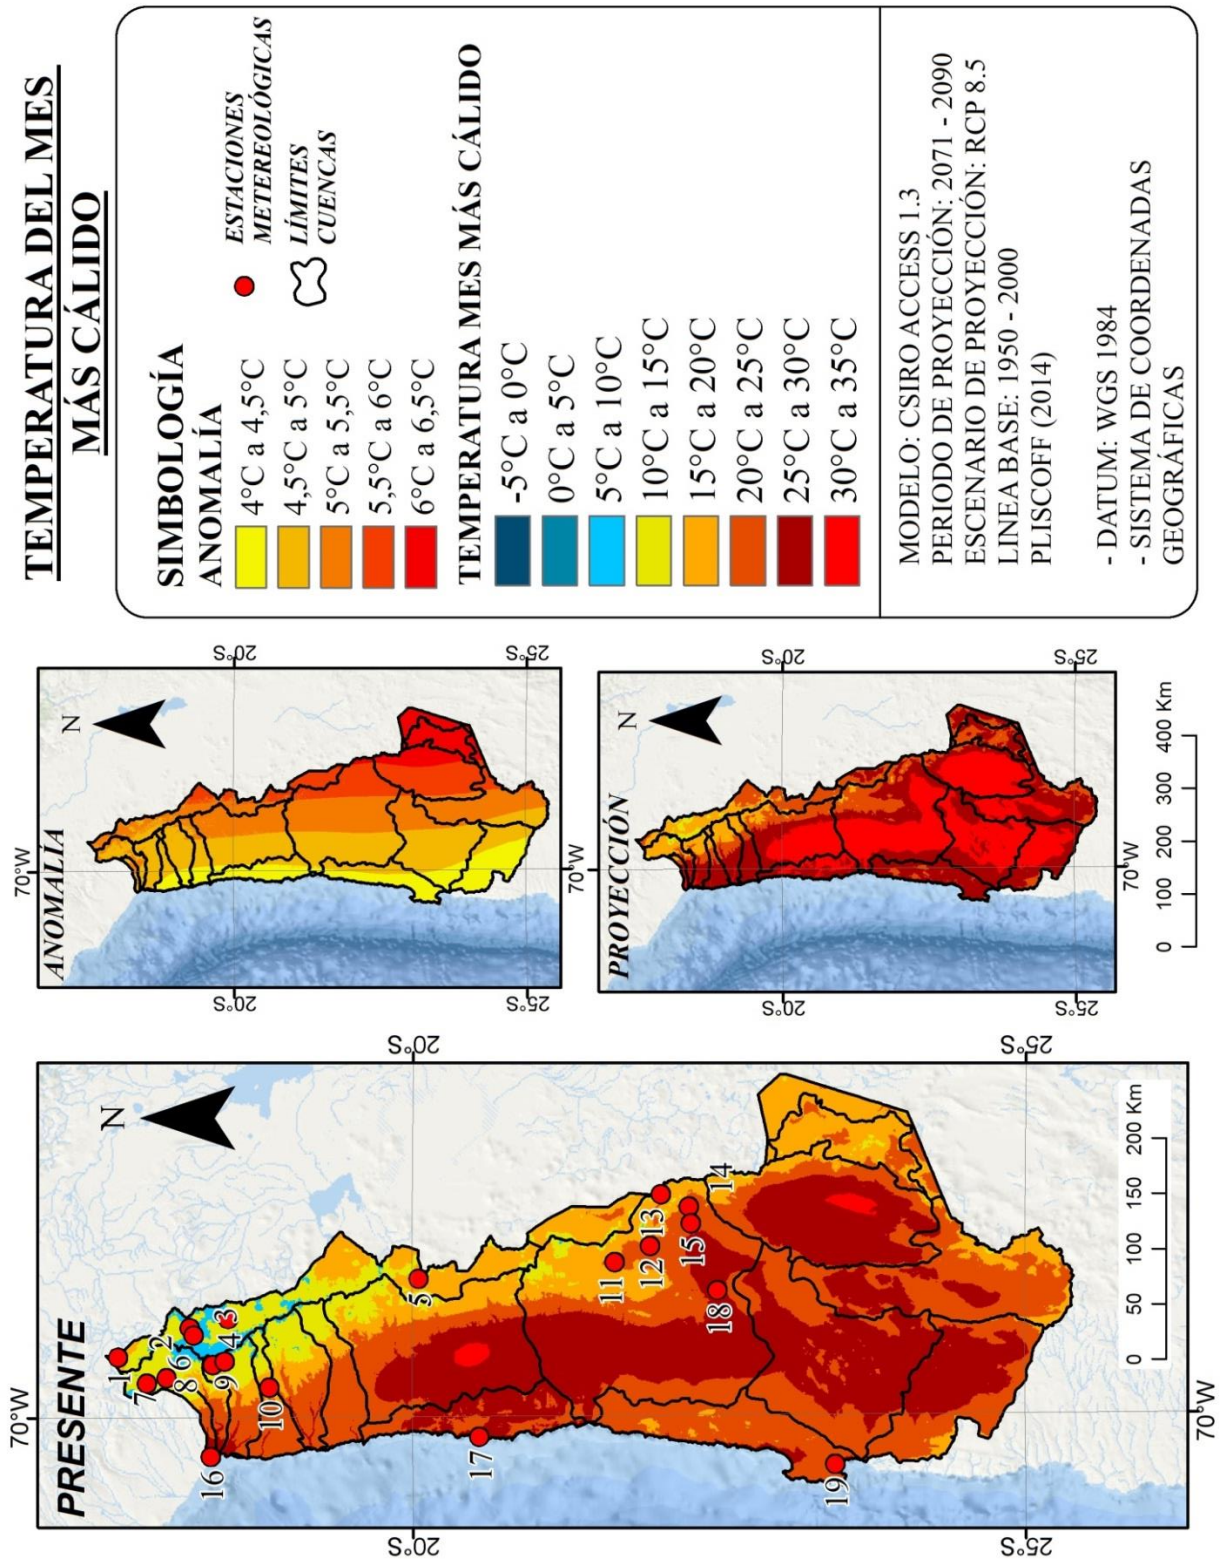 TEMPERATURA DEL MES
MÁS CÁLIDO
SIMBOLOGÍA
ANOMALÍA
4°C a 4,5°C
4,5°C a 5°C
5°C a 5,5°C
5,5°C a 6°C
6°C a 6,5°C
ESTACIONES
METEREOLÓGICAS
LÍMITES
CUENCAS
TEMPERATURA MES MÁS CÁLIDO
-5°C a 0°C
0°C a 5°C
5°C a 10°C
10°C a 15°C
15°C a 20°C
20°C a 25°C
25°C a 30°C
30°C a 35°C
MODELO: CSIRO ACCESS 1.3
PERIODO DE PROYECCIÓN: 2071 - 2090
ESCENARIO DE PROYECCIÓN: RCP 8.5
LINEA BASE: 1950 - 2000
PLISCOFF (2014)
- DATUM: WGS 1984
- SISTEMA DE COORDENADAS
GEOGRÁFICAS
PRESENTE
N
70°W
20°S
20°S
25°S
25°S
70°W
1
2
3
4
5
6
7
8
9
10
11
12
13
14
15
16
17
18
19
0 50 100 150 200 Km
ANOMALÍA
N
70°W
20°S
20°S
25°S
25°S
70°W
PROYECCIÓN
N
20°S
20°S
25°S
25°S
70°W
0 100 200 300 400 Km